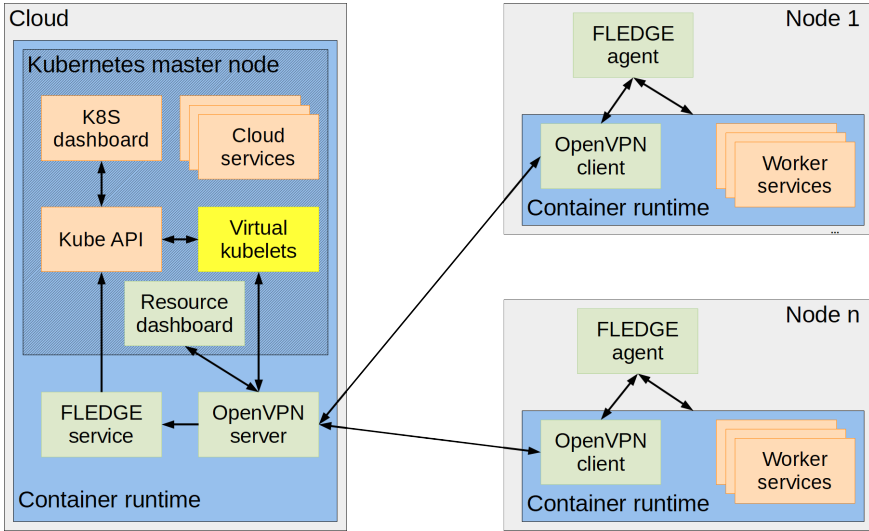 Cloud
Kubernetes master node
K8S
dashboard
Cloud
services
Kube API
Virtual
kubelets
Resource
dashboard
FLEDGE
service
OpenVPN
server
Container runtime
Node 1
FLEDGE
agent
OpenVPN
client
Worker
services
Container runtime
...
Node n
FLEDGE
agent
OpenVPN
client
Worker
services
Container runtime